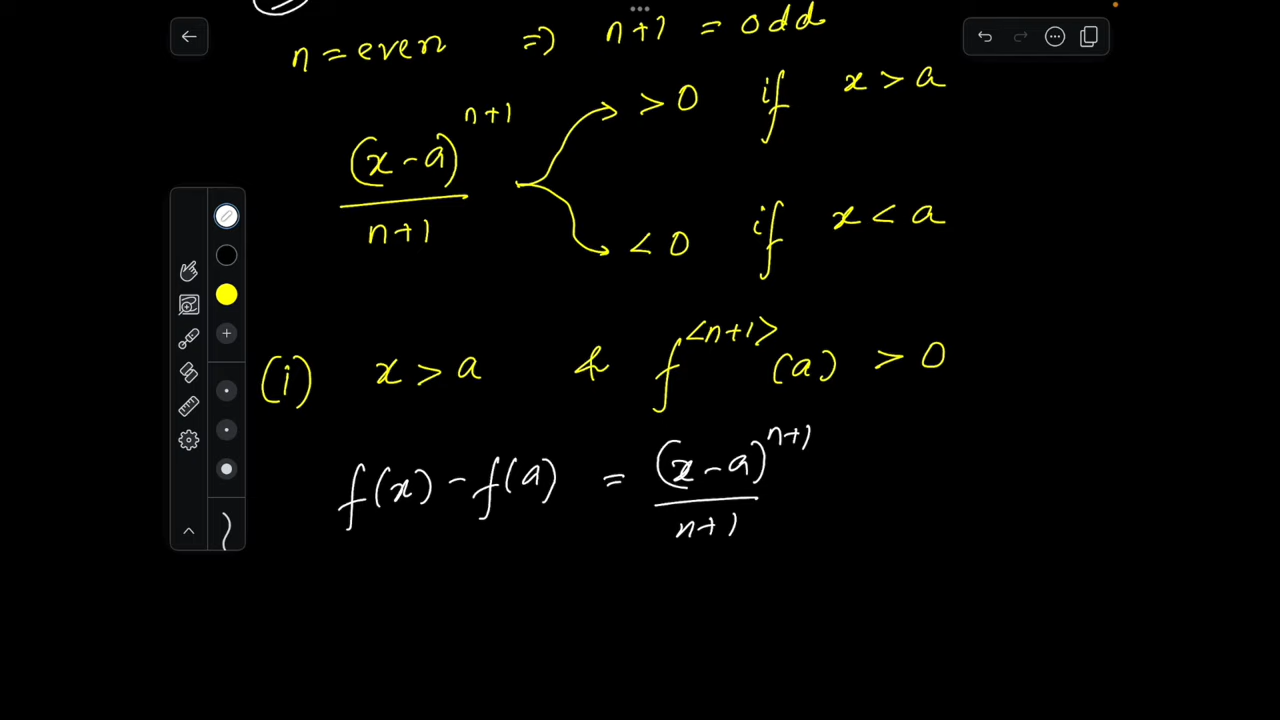 n = even ⇒ n+1 = odd
(x-a)^{n+1} / n+1 → > 0 if x > a
→ < 0 if x < a
(i) x > a & f^{<n+1>}(a) > 0
f(x) - f(a) = (x-a)^{n+1} / n+1